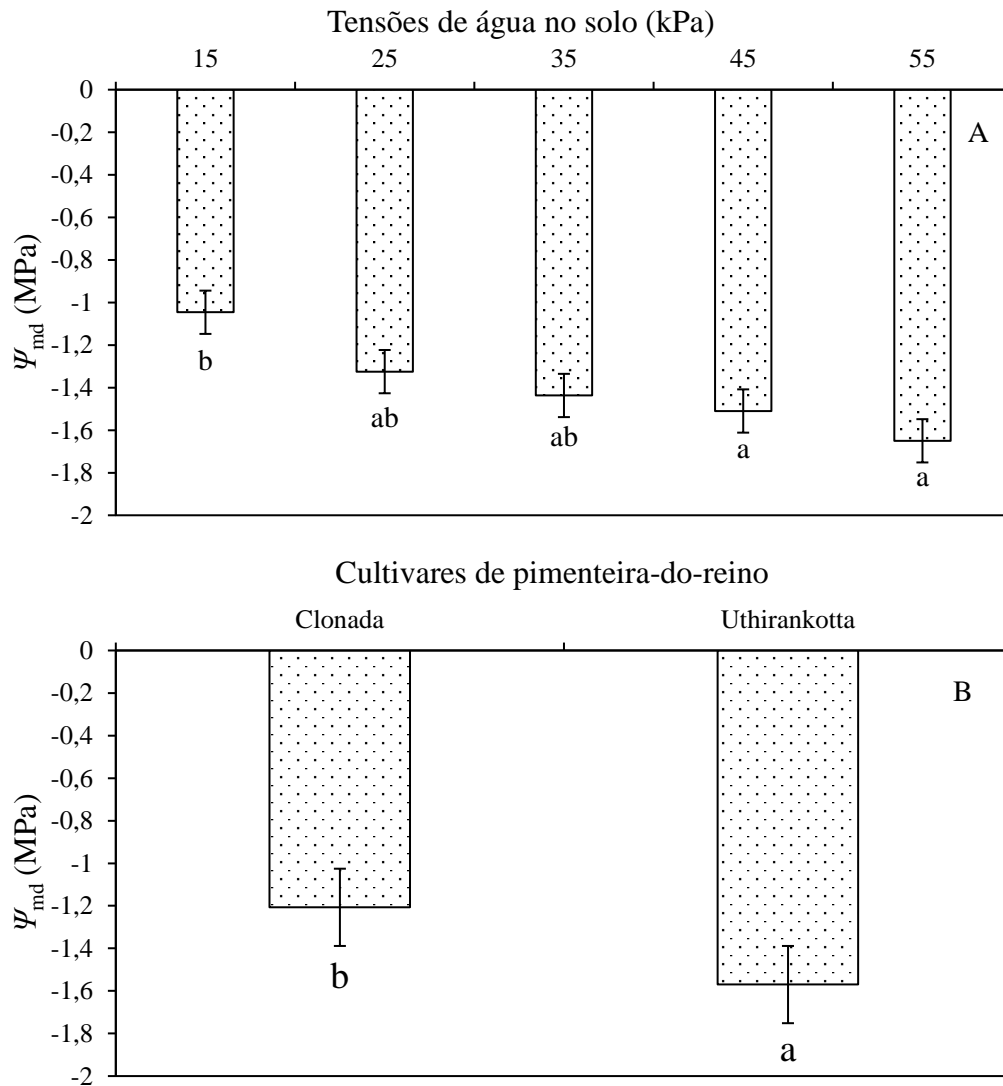 Tensões de água no solo (kPa)
15 25 35 45 55
0
-0,2
-0,4
-0,6
-0,8
-1
-1,2
-1,4
-1,6
-1,8
-2
Ψmd (MPa)
A
b
ab
ab
a
a
Cultivares de pimenteira-do-reino
Clonada Uthirankotta
0
-0,2
-0,4
-0,6
-0,8
-1
-1,2
-1,4
-1,6
-1,8
-2
Ψmd (MPa)
B
b
a